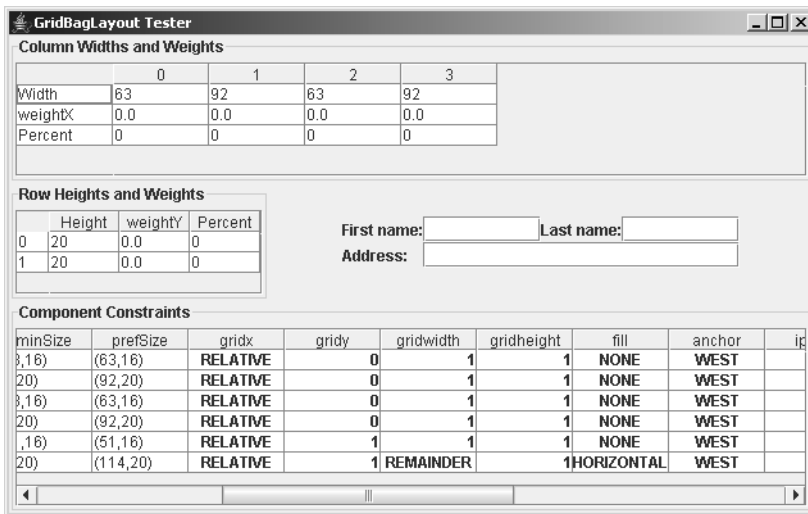 GridBagLayout Tester
Column Widths and Weights
0 1 2 3
Width 63 92 63 92
weightX 0.0 0.0 0.0 0.0
Percent 0 0 0 0
Row Heights and Weights
Height weightY Percent
0 20 0.0 0
1 20 0.0 0
First name: Last name:
Address:
Component Constraints
minSize prefSize gridx gridy gridwidth gridheight fill anchor ip
,16) (63,16) RELATIVE 0 1 1 NONE WEST
20) (92,20) RELATIVE 0 1 1 NONE WEST
,16) (63,16) RELATIVE 0 1 1 NONE WEST
20) (92,20) RELATIVE 0 1 1 NONE WEST
,16) (51,16) RELATIVE 1 1 1 NONE WEST
20) (114,20) RELATIVE 1 REMAINDER 1 HORIZONTAL WEST